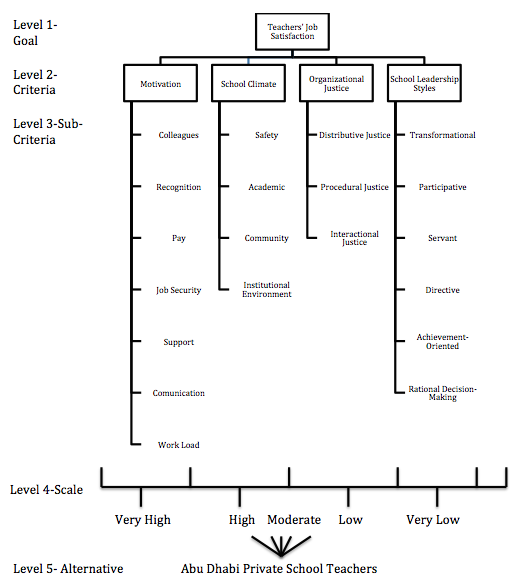 Level 1-
Goal
Teachers' Job
Satisfaction
Level 2-
Criteria
Motivation
School Climate
Organizational
Justice
School Leadership
Styles
Level 3-Sub-
Criteria
Colleagues
Safety
Distributive Justice
Transformational
Recognition
Academic
Procedural Justice
Participative
Pay
Community
Interactional
Justice
Servant
Job Security
Institutional
Environment
Directive
Support
Achievement-
Oriented
Comunication
Rational Decision-
Making
Work Load
Level 4-Scale
Very High
High
Moderate
Low
Very Low
Level 5- Alternative
Abu Dhabi Private School Teachers